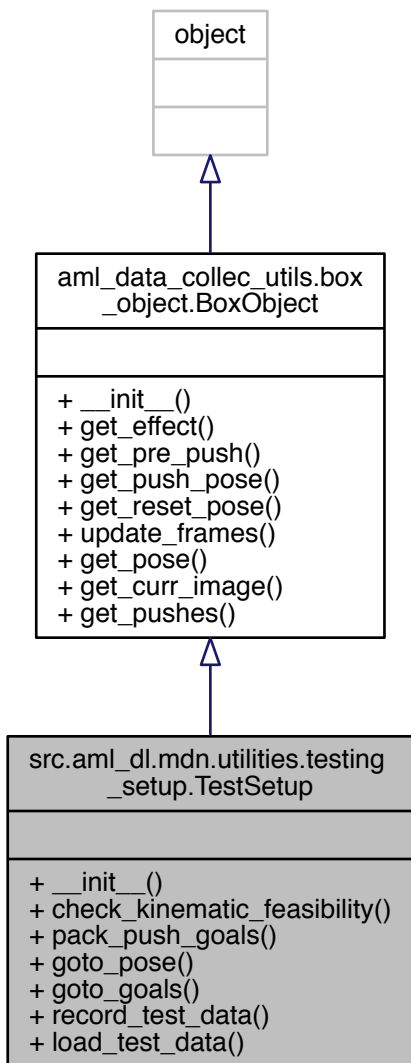 object
aml_data_collec_utils.box
_object.BoxObject
+ __init__()
+ get_effect()
+ get_pre_push()
+ get_push_pose()
+ get_reset_pose()
+ update_frames()
+ get_pose()
+ get_curr_image()
+ get_pushes()
src.aml_dl.mdn.utilities.testing
_setup.TestSetup
+ __init__()
+ check_kinematic_feasibility()
+ pack_push_goals()
+ goto_pose()
+ goto_goals()
+ record_test_data()
+ load_test_data()